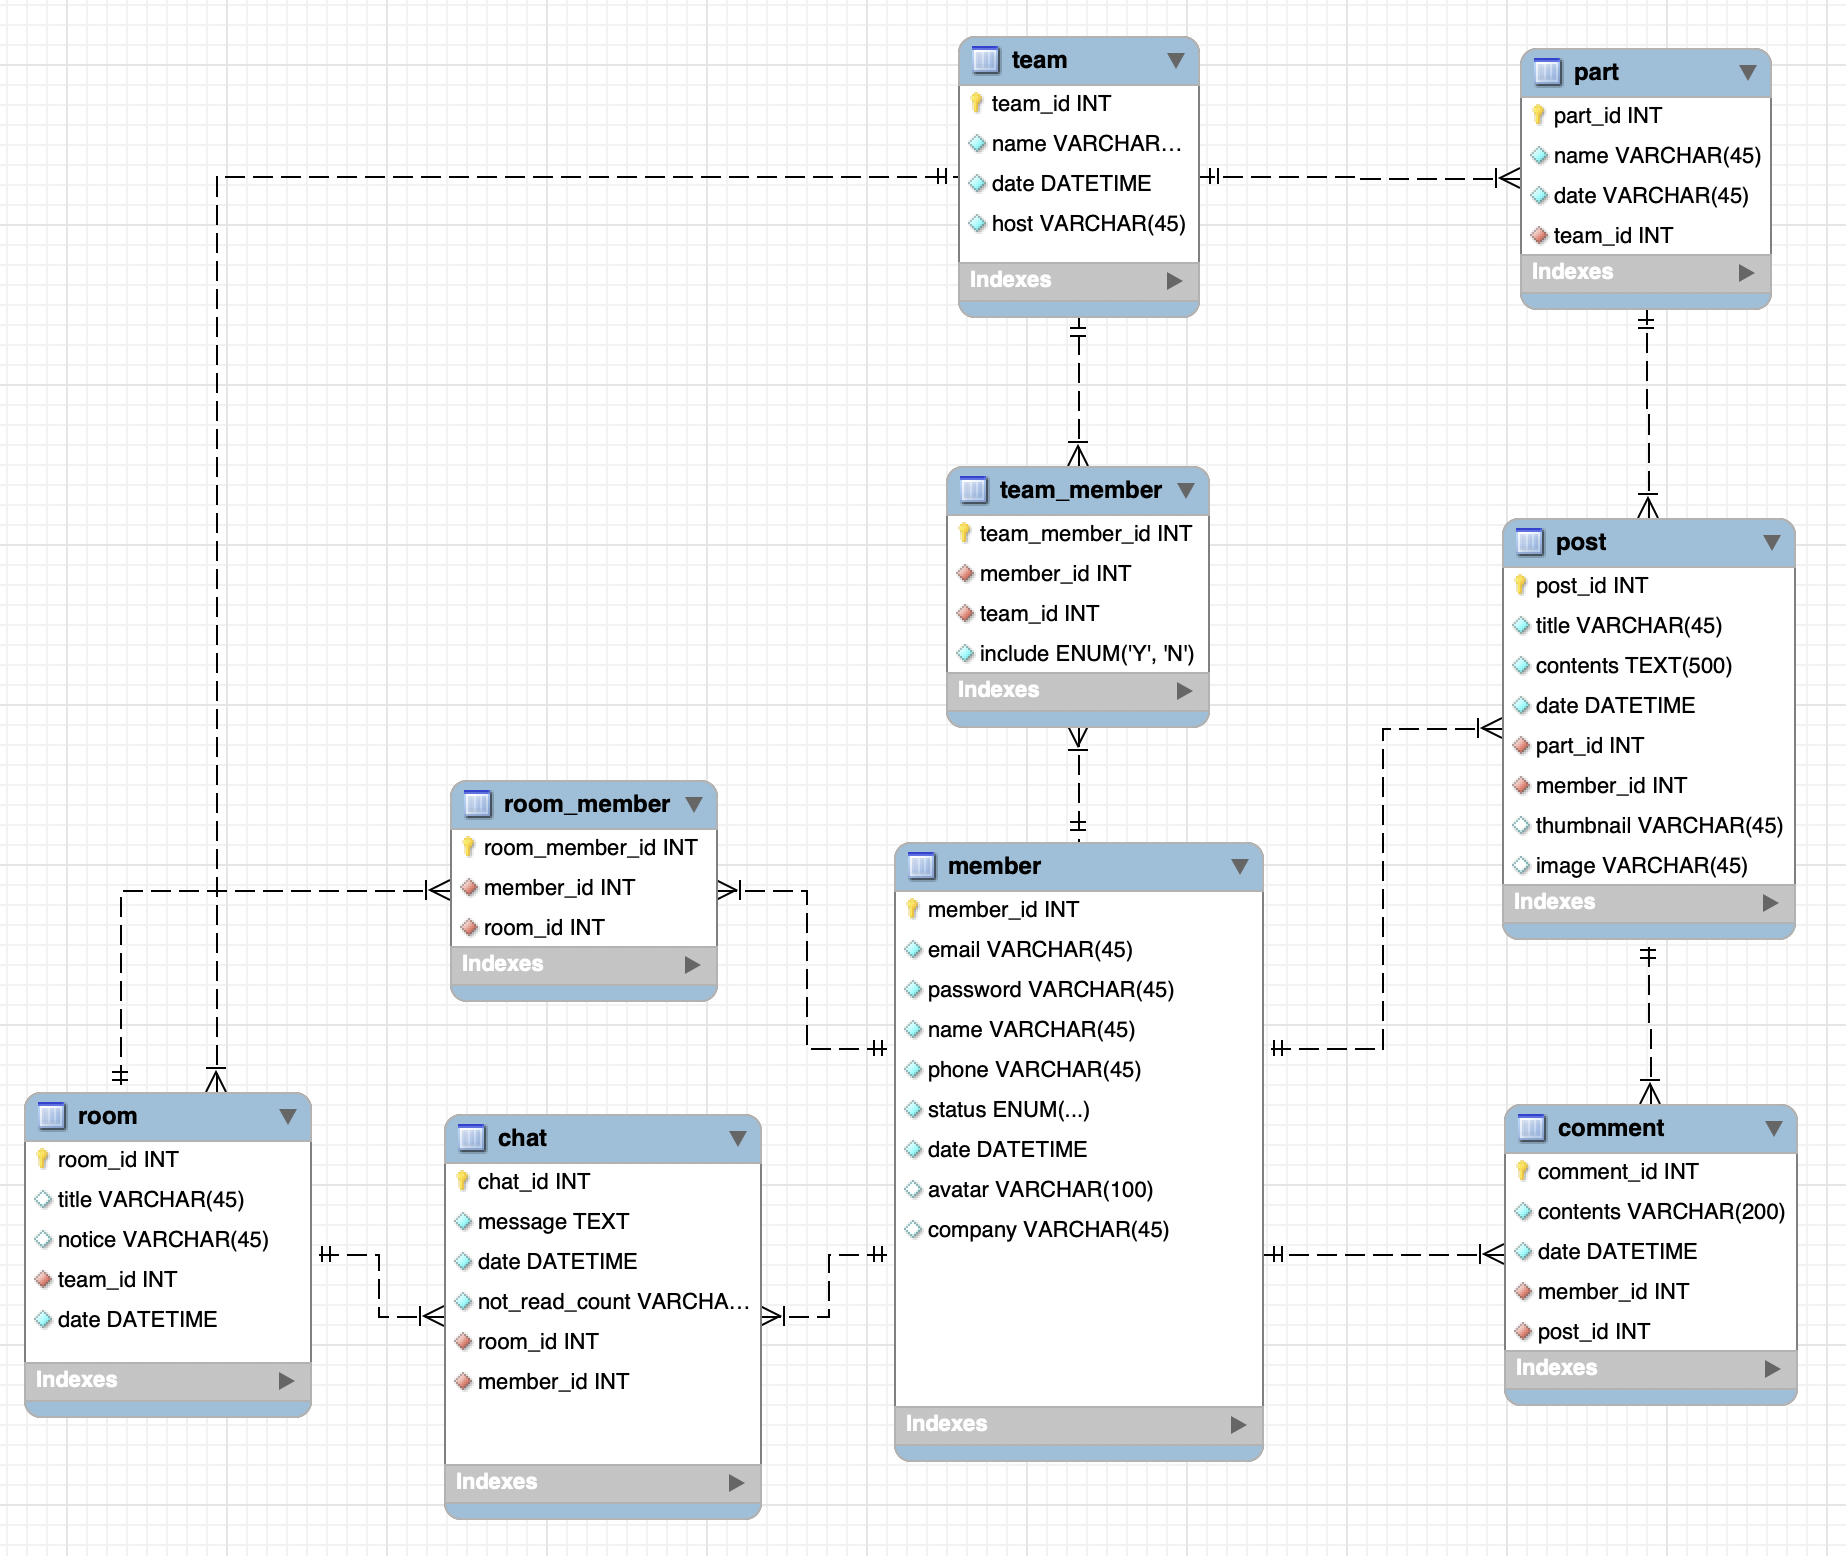 team
team_id INT
name VARCHAR...
date DATETIME
host VARCHAR(45)
Indexes
part
part_id INT
name VARCHAR(45)
date VARCHAR(45)
team_id INT
Indexes
team_member
team_member_id INT
member_id INT
team_id INT
include ENUM('Y', 'N')
Indexes
post
post_id INT
title VARCHAR(45)
contents TEXT(500)
date DATETIME
part_id INT
member_id INT
thumbnail VARCHAR(45)
image VARCHAR(45)
Indexes
room_member
room_member_id INT
member_id INT
room_id INT
Indexes
member
member_id INT
email VARCHAR(45)
password VARCHAR(45)
name VARCHAR(45)
phone VARCHAR(45)
status ENUM(...)
date DATETIME
avatar VARCHAR(100)
company VARCHAR(45)
Indexes
room
room_id INT
title VARCHAR(45)
notice VARCHAR(45)
team_id INT
date DATETIME
Indexes
chat
chat_id INT
message TEXT
date DATETIME
not_read_count VARCHA...
room_id INT
member_id INT
Indexes
comment
comment_id INT
contents VARCHAR(200)
date DATETIME
member_id INT
post_id INT
Indexes